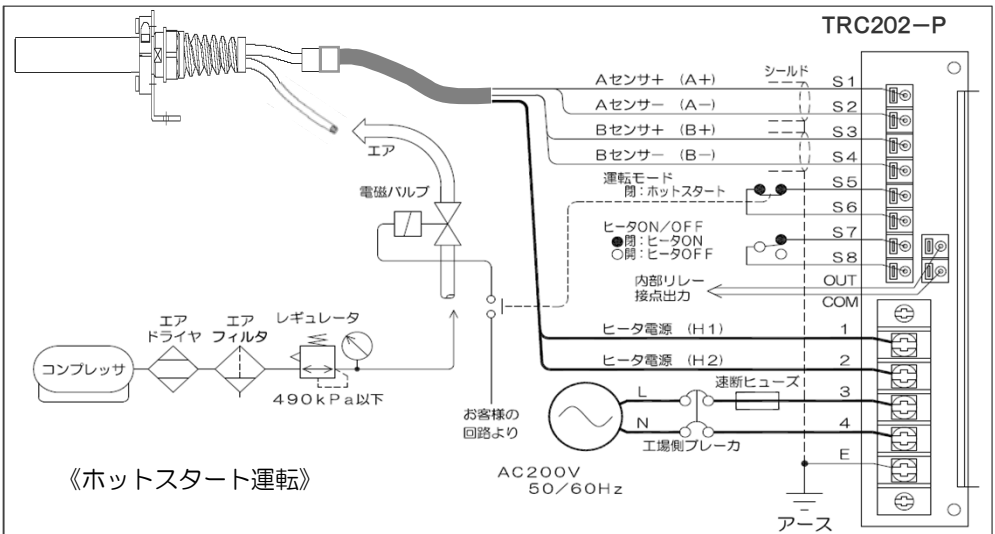 TRC202-P
シールド
Aセンサ+ (A+)
S1
Aセンサー (A-)
S2
Bセンサ+ (B+)
S3
Bセンサー (B-)
S4
エア
運転モード
閉:ホットスタート
S5
S6
電磁バルブ
ヒータON/OFF
●閉:ヒータON
○開:ヒータOFF
S7
S8
内部リレー
接点出力
OUT
COM
エア
ドライヤ
エア
フィルタ
レギュレータ
コンプレッサ
490kPa以下
ヒータ電源 (H1)
1
ヒータ電源 (H2)
2
L
速断ヒューズ
3
N
4
工場側ブレーカ
お客様の
回路より
AC200V
50/60Hz
E
アース
《ホットスタート運転》